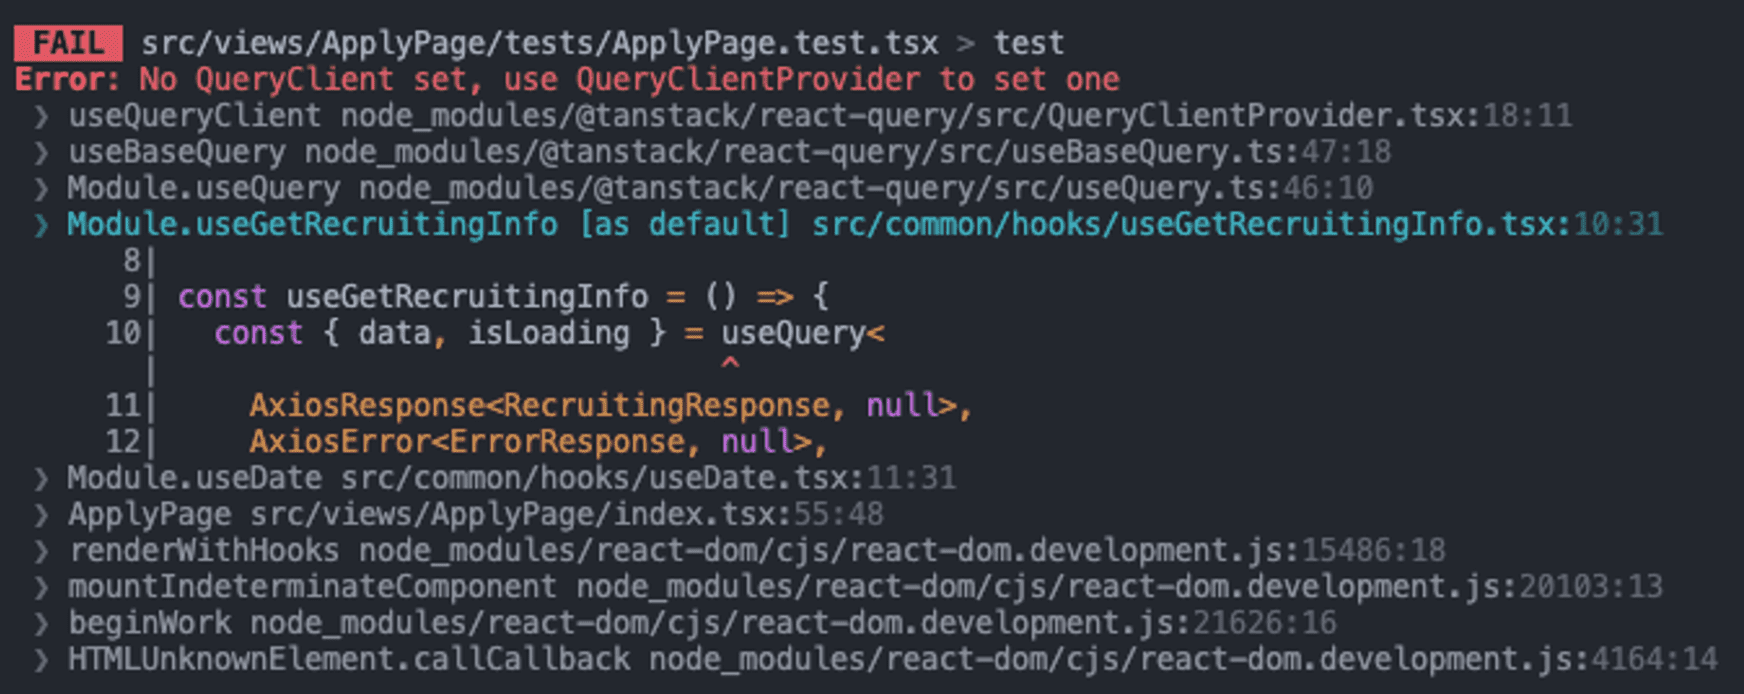 FAIL src/views/ApplyPage/tests/ApplyPage.test.tsx > test
Error: No QueryClient set, use QueryClientProvider to set one
❯ useQueryClient node_modules/@tanstack/react-query/src/QueryClientProvider.tsx:18:11
❯ useBaseQuery node_modules/@tanstack/react-query/src/useBaseQuery.ts:47:18
❯ Module.useQuery node_modules/@tanstack/react-query/src/useQuery.ts:46:10
❯ Module.useGetRecruitingInfo [as default] src/common/hooks/useGetRecruitingInfo.tsx:10:31
8|
9| const useGetRecruitingInfo = () => {
10|   const { data, isLoading } = useQuery<
|                               ^
11|     AxiosResponse<RecruitingResponse, null>,
12|     AxiosError<ErrorResponse, null>,
❯ Module.useDate src/common/hooks/useDate.tsx:11:31
❯ ApplyPage src/views/ApplyPage/index.tsx:55:48
❯ renderWithHooks node_modules/react-dom/cjs/react-dom.development.js:15486:18
❯ mountIndeterminateComponent node_modules/react-dom/cjs/react-dom.development.js:20103:13
❯ beginWork node_modules/react-dom/cjs/react-dom.development.js:21626:16
❯ HTMLUnknownElement.callCallback node_modules/react-dom/cjs/react-dom.development.js:4164:14